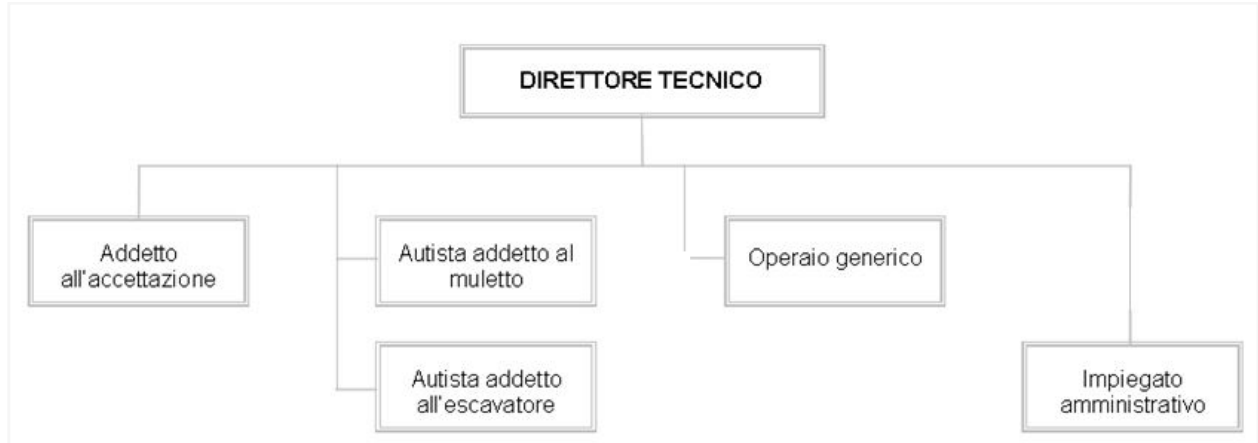 DIRETTORE TECNICO
Addetto
all'accettazione
Autista addetto al
muletto
Operaio generico
Autista addetto
all'escavatore
Impiegato
amministrativo